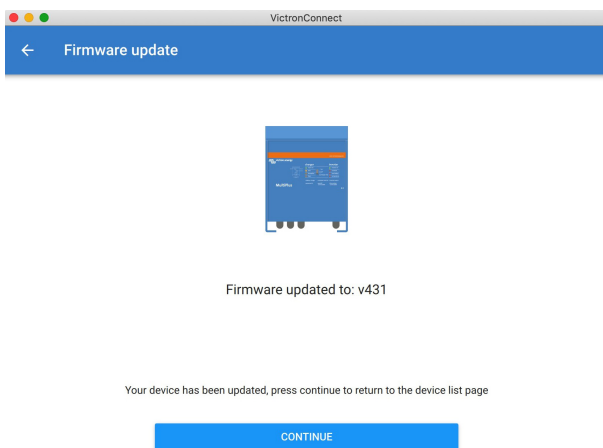 VictronConnect
Firmware update
MultiPlus
Firmware updated to: v431
Your device has been updated, press continue to return to the device list page
CONTINUE